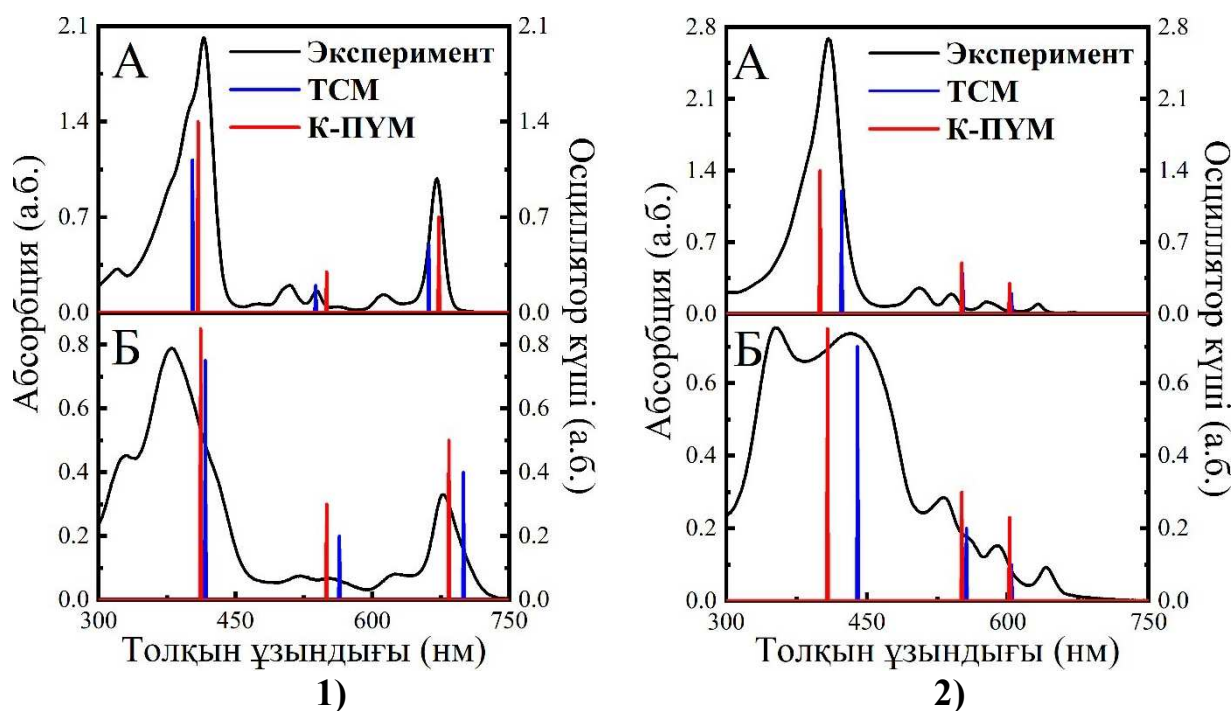 А
Эксперимент
ТСМ
К-ПҮМ
2.1
1.4
0.7
0.0
2.1
1.4
0.7
0.0
Б
0.8
0.6
0.4
0.2
0.0
0.8
0.6
0.4
0.2
0.0
300
450
600
750
Абсорбция (а.б.)
Осциллятор күші (а.б.)
Толқын ұзындығы (нм)
1)
А
Эксперимент
ТСМ
К-ПҮМ
2.8
2.1
1.4
0.7
0.0
2.8
2.1
1.4
0.7
0.0
Б
0.6
0.4
0.2
0.0
0.6
0.4
0.2
0.0
300
450
600
750
Абсорбция (а.б.)
Осциллятор күші (а.б.)
Толқын ұзындығы (нм)
2)